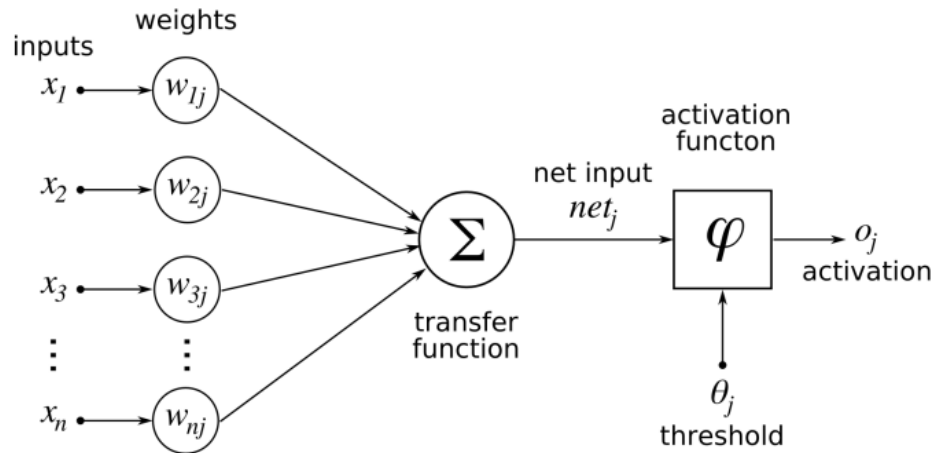 weights
inputs
x₁
w₁ⱼ
activation
functon
x₂
w₂ⱼ
net input
netⱼ
Σ
φ
oⱼ
activation
x₃
w₃ⱼ
transfer
function
⋮ ⋮
xₙ
wₙⱼ
θⱼ
threshold